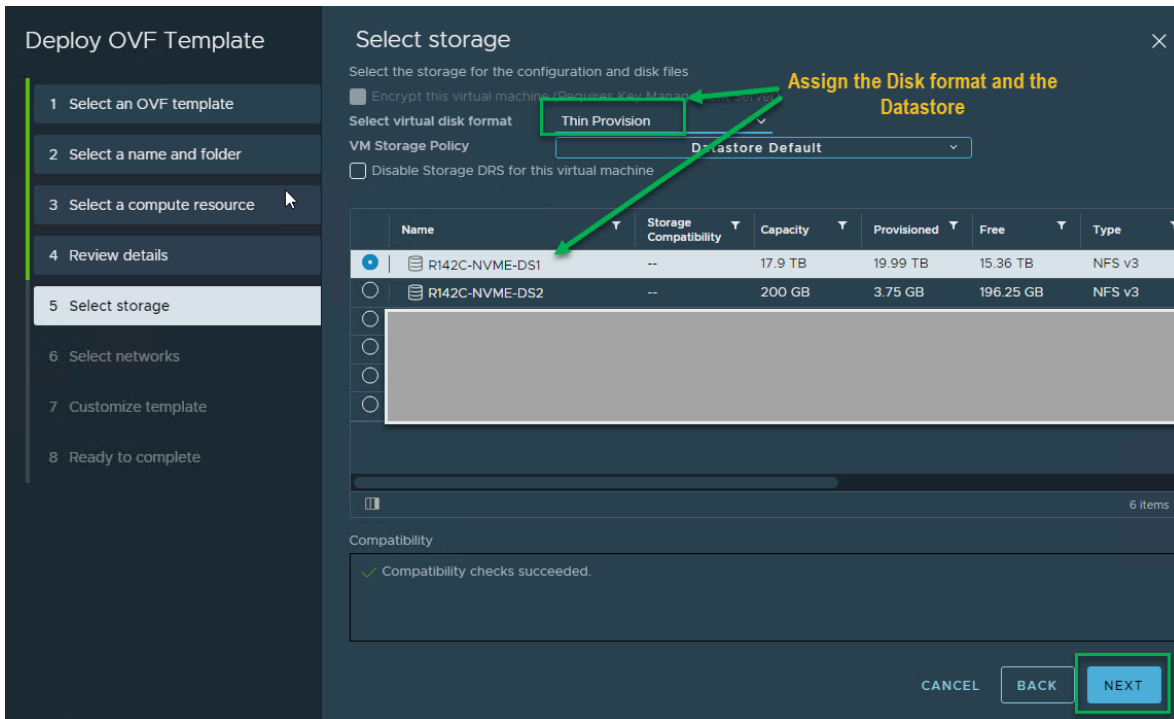 Deploy OVF Template
1 Select an OVF template
2 Select a name and folder
3 Select a compute resource
4 Review details
5 Select storage
6 Select networks
7 Customize template
8 Ready to complete
Select storage
Select the storage for the configuration and disk files
Encrypt this virtual machine (Requires Key Management Server)
Assign the Disk format and the
Datastore
Select virtual disk format Thin Provision
VM Storage Policy Datastore Default
Disable Storage DRS for this virtual machine
Name Storage Compatibility Capacity Provisioned Free Type
R142C-NVME-DS1 -- 17.9 TB 19.99 TB 15.36 TB NFS v3
R142C-NVME-DS2 -- 200 GB 3.75 GB 196.25 GB NFS v3
6 items
Compatibility
Compatibility checks succeeded.
CANCEL BACK NEXT